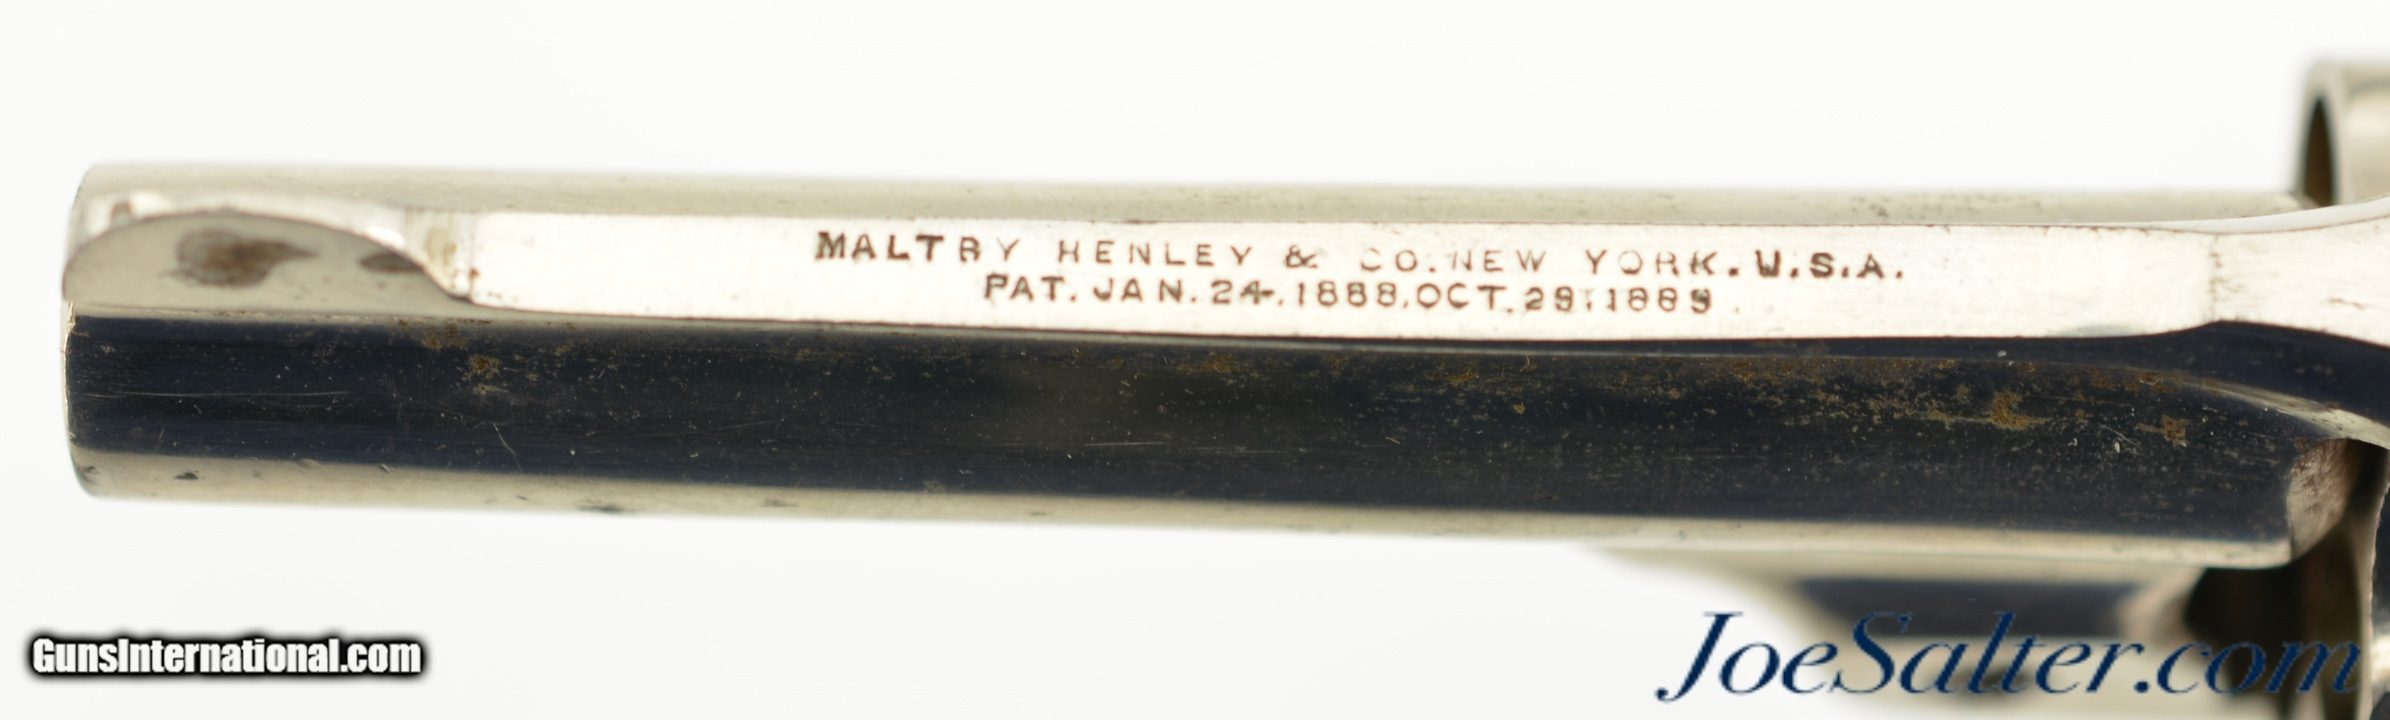 MALTBY HENLEY & CO. NEW YORK. U.S.A.
PAT. JAN. 24, 1888. OCT. 29, 1889.
GunsInternational.com
JoeSalter.com